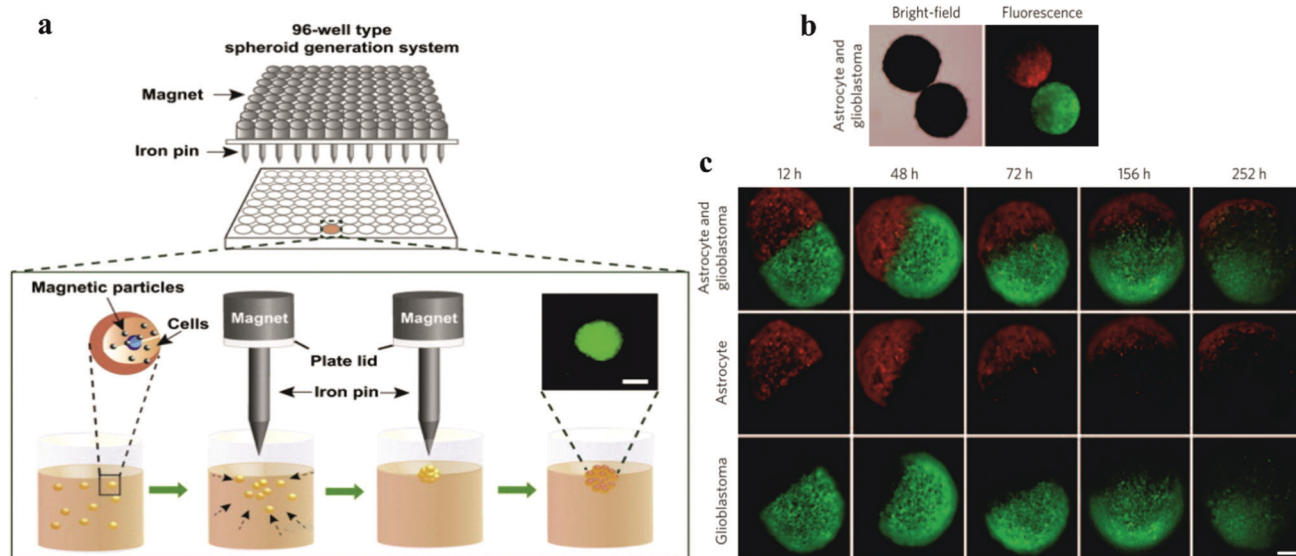 a
96-well type
spheroid generation system
Magnet
Iron pin
Magnetic particles
Cells
Magnet
Magnet
Plate lid
Iron pin
b
Bright-field
Fluorescence
Astrocyte and
glioblastoma
c
12 h
48 h
72 h
156 h
252 h
Astrocyte and
glioblastoma
Astrocyte
Glioblastoma